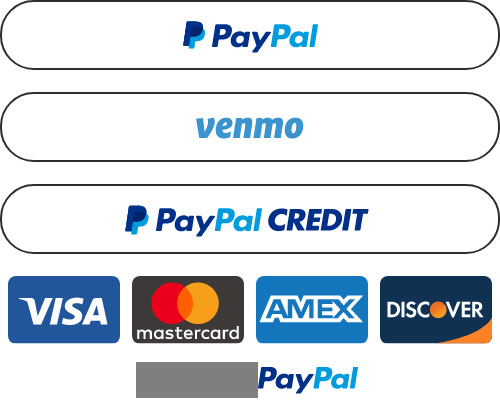 PayPal
venmo
PayPal CREDIT
VISA mastercard AMEX DISCOVER
PayPal